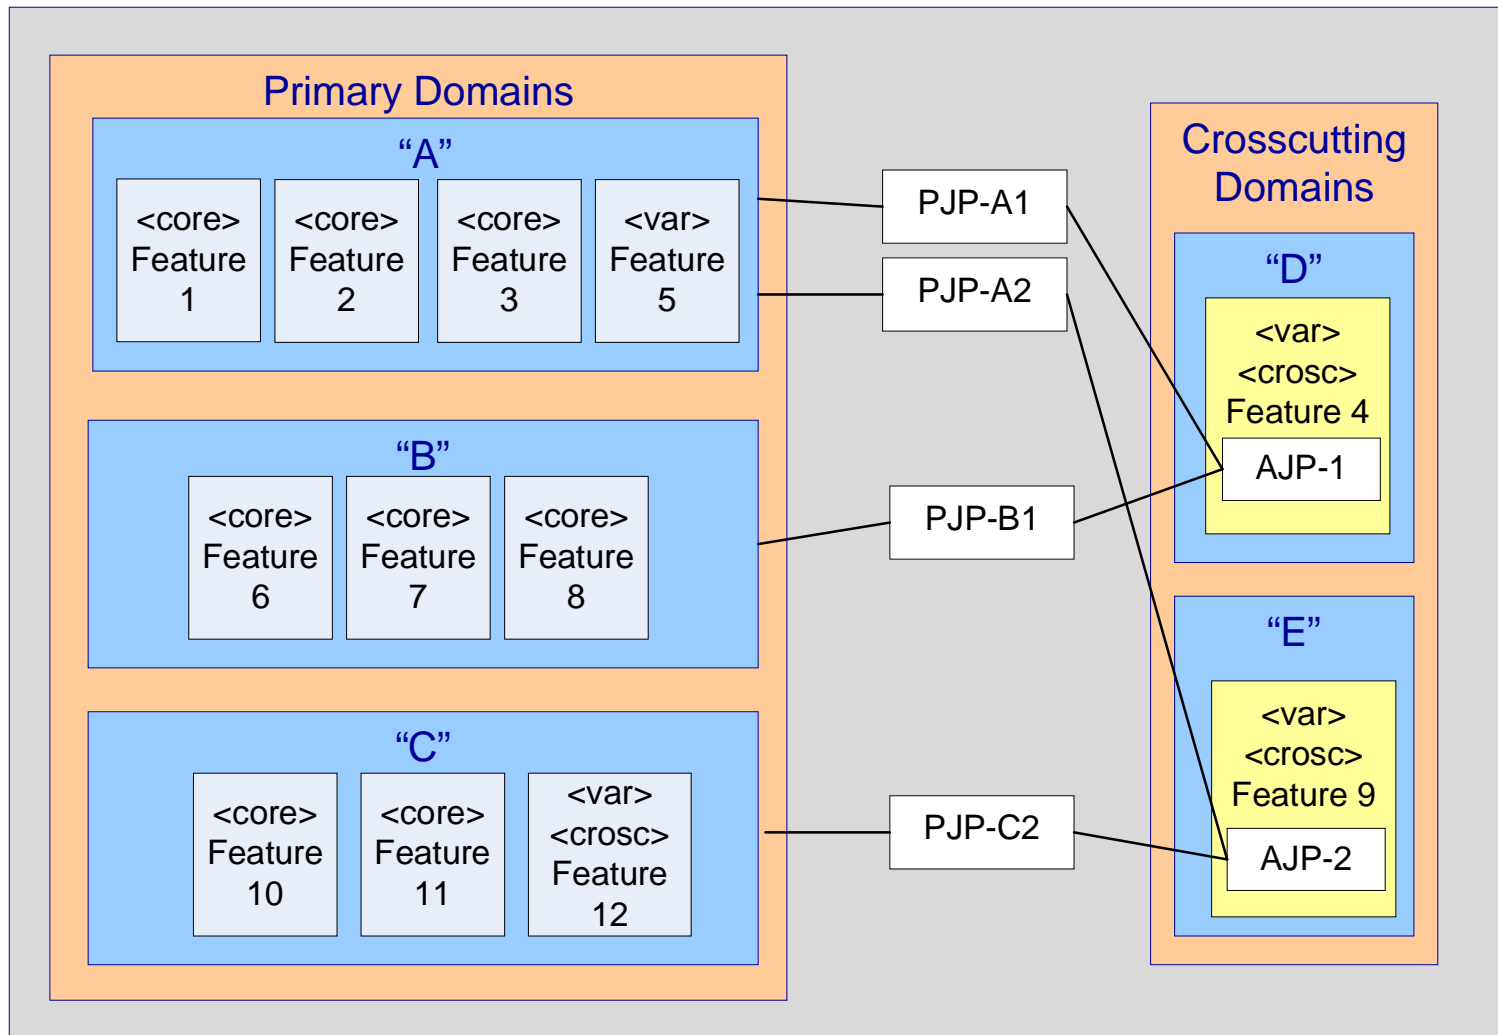 Primary Domains
“A”
<core>
Feature
1
<core>
Feature
2
<core>
Feature
3
<var>
Feature
5
“B”
<core>
Feature
6
<core>
Feature
7
<core>
Feature
8
“C”
<core>
Feature
10
<core>
Feature
11
<var>
<crosc>
Feature
12
PJP-A1
PJP-A2
PJP-B1
PJP-C2
Crosscutting
Domains
“D”
<var>
<crosc>
Feature 4
AJP-1
“E”
<var>
<crosc>
Feature 9
AJP-2